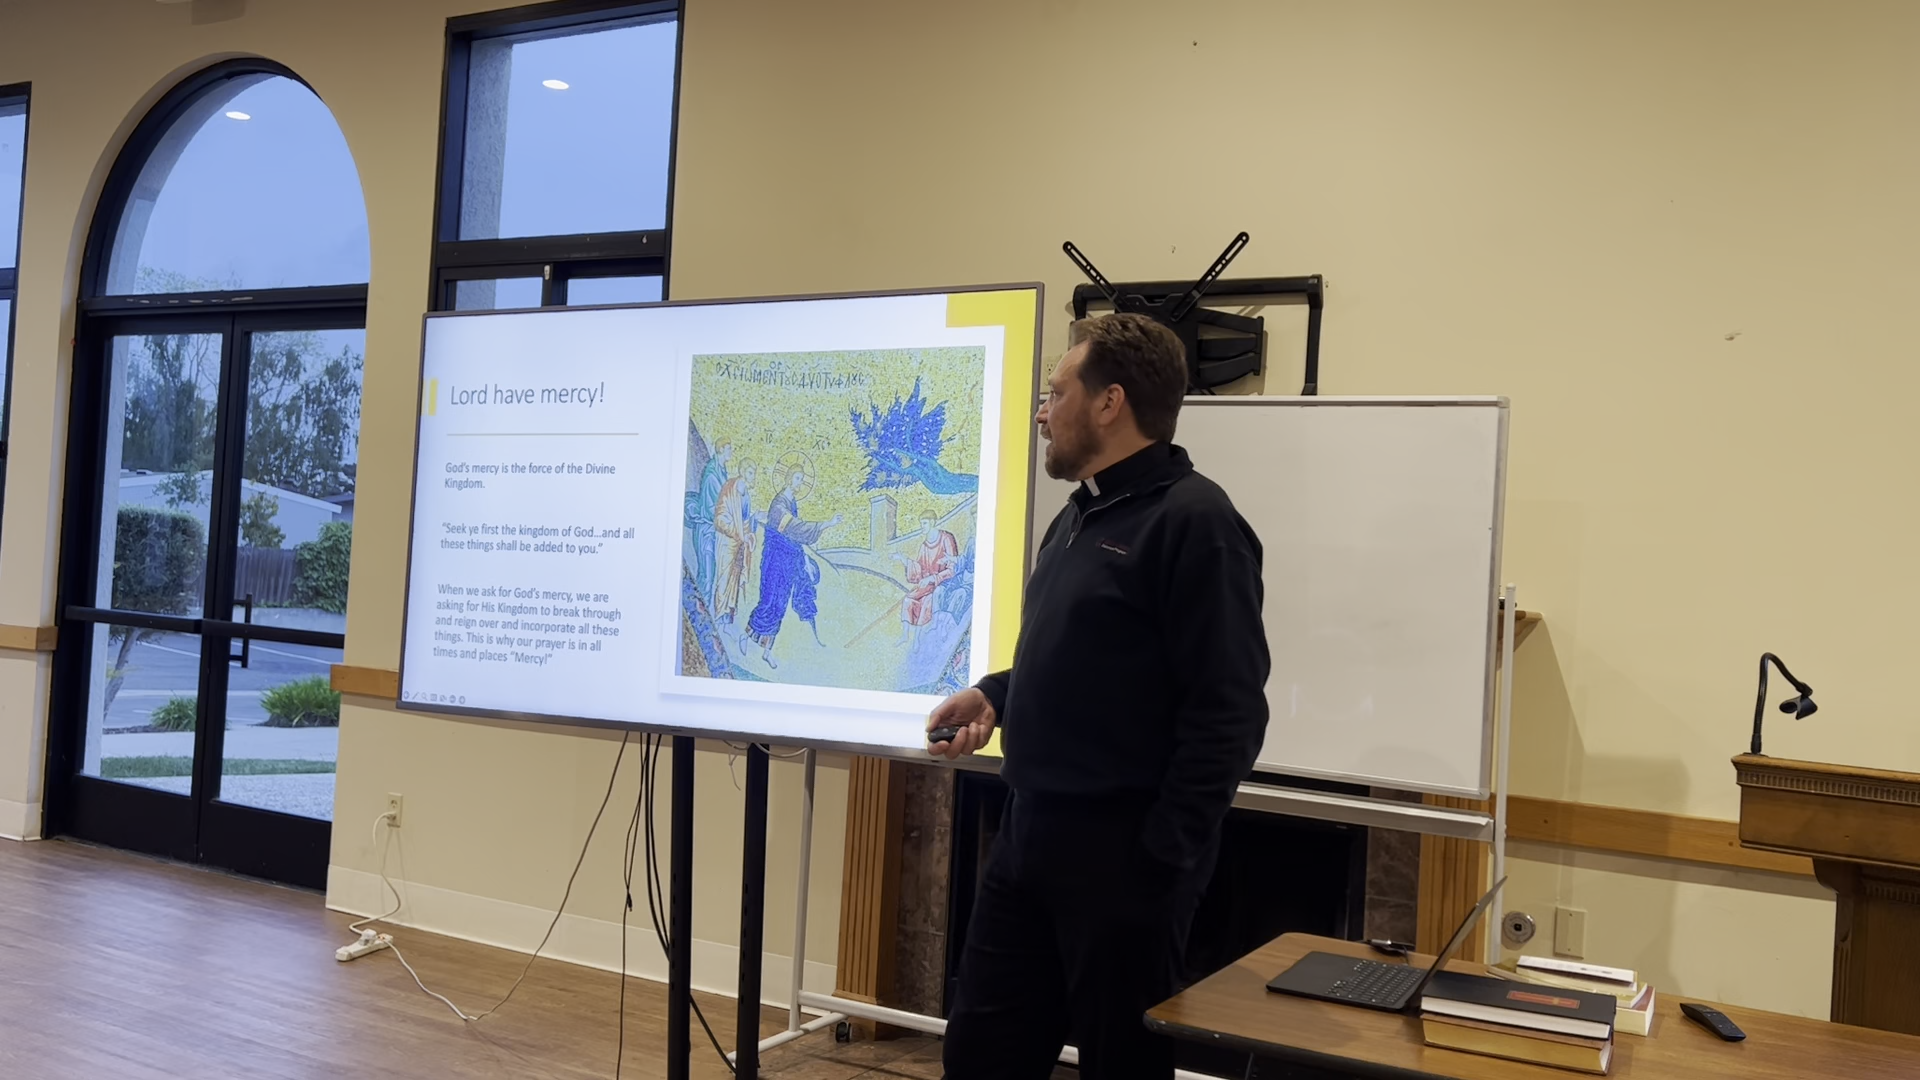 Lord have mercy!
God's mercy is the force of the Divine
Kingdom.
"Seek ye first the kingdom of God...and all
these things shall be added to you."
When we ask for God's mercy, we are
asking for His Kingdom to break through
and reign over and incorporate all these
things. This is why our prayer is in all
times and places "Mercy!"